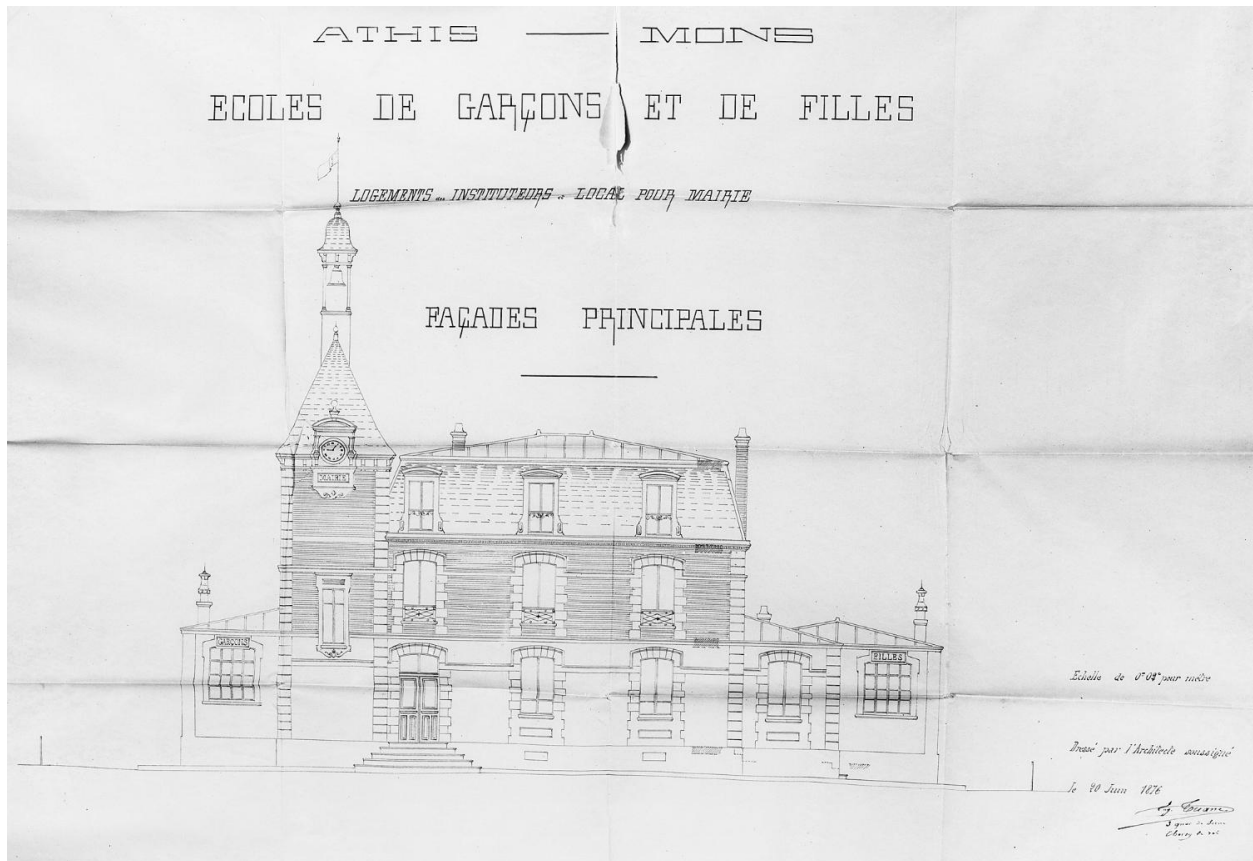 ATHIS — MONS
ECOLES DE GARÇONS ET DE FILLES
LOGEMENTS des INSTITUTEURS et LOCAL POUR MAIRIE
FAÇADES PRINCIPALES
MAIRIE
GARÇONS
FILLES
Echelle de pour mètre
Dressé par l'Architecte soussigné
le 20 Juin 1876